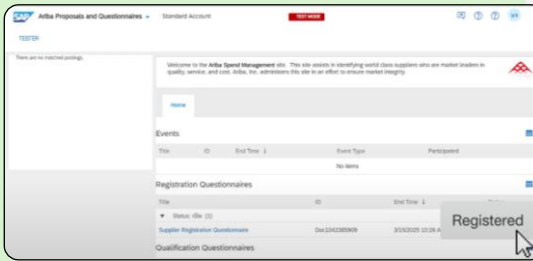 SAP Ariba Proposals and Questionnaires Standard Account TEST MODE
TESTER
There are no matched postings.
Welcome to the Ariba Spend Management site. This site assists in identifying world class suppliers who are market leaders in
quality, service, and cost. Ariba, Inc. administers this site in an effort to ensure market integrity.
Home
Events
Title ID End Time ↓ Event Type Participated
No items
Registration Questionnaires
Title ID End Time ↓
Status: (1)
Supplier Registration Questionnaire 3/15/2025 10:26 A
Registered
Qualification Questionnaires